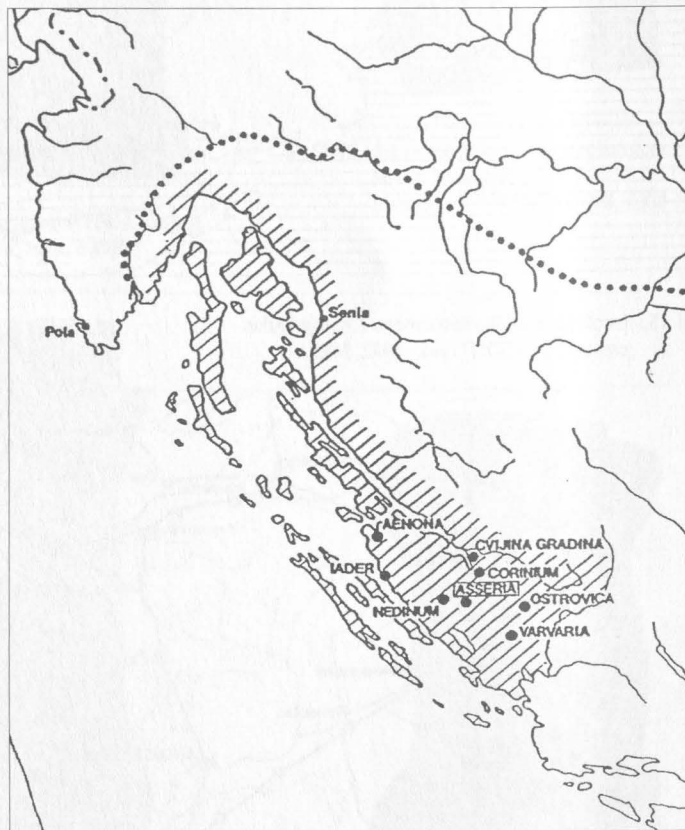 Pola
Senia
AENONA
CVIJINA GRADINA
IADER
CORINIUM
ASSERIA
NEDINUM
OSTROVICA
VARVARIA